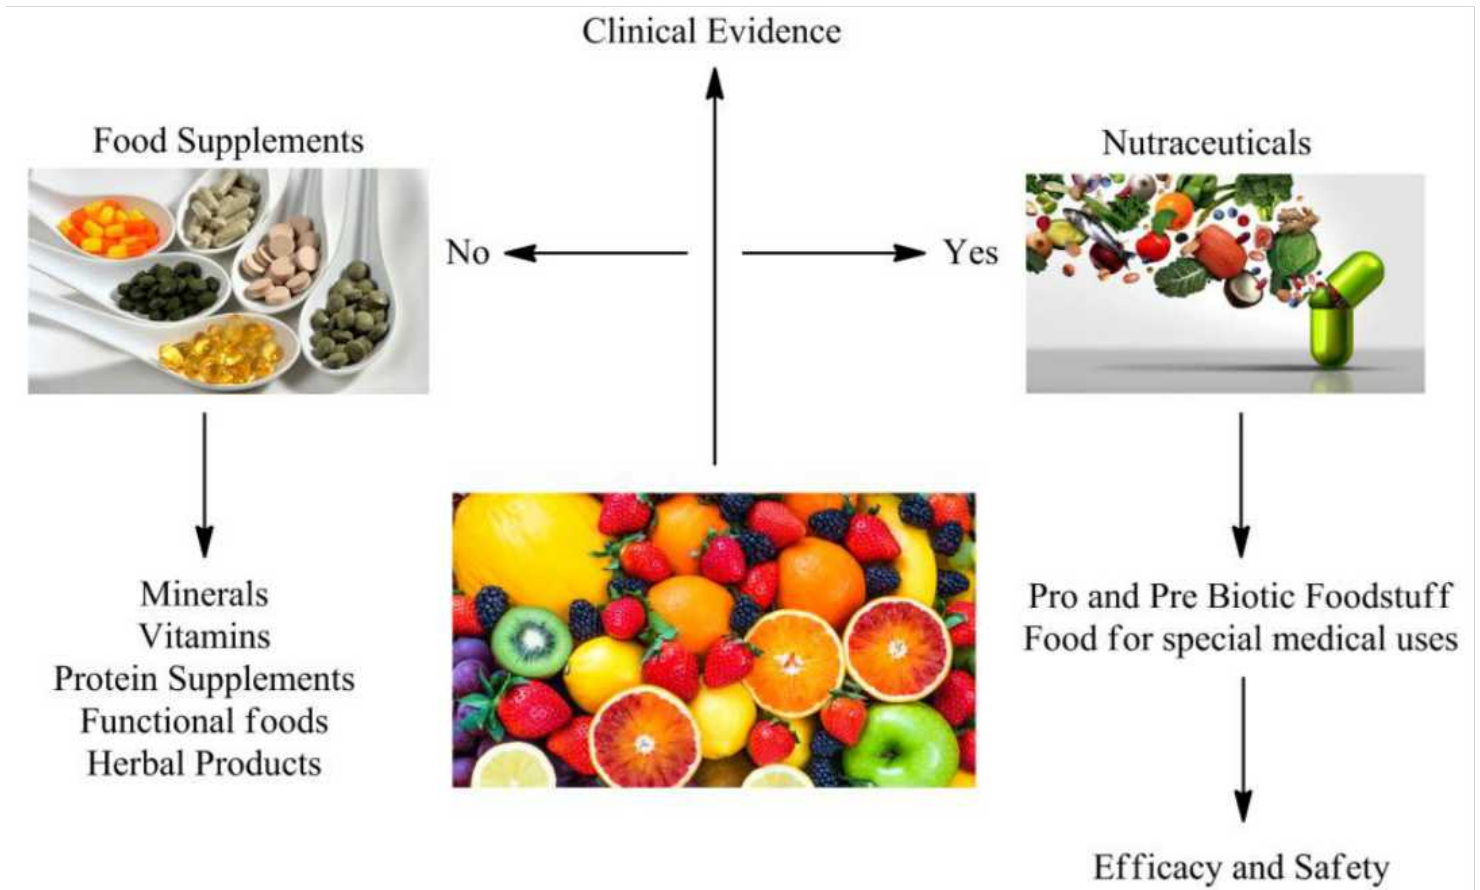 Clinical Evidence
Food Supplements
Nutraceuticals
No
Yes
Minerals
Vitamins
Protein Supplements
Functional foods
Herbal Products
Pro and Pre Biotic Foodstuff
Food for special medical uses
Efficacy and Safety